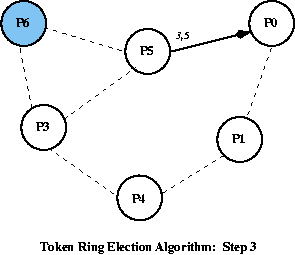 P6
P0
3,5
P5
P3
P1
P4
Token Ring Election Algorithm: Step 3